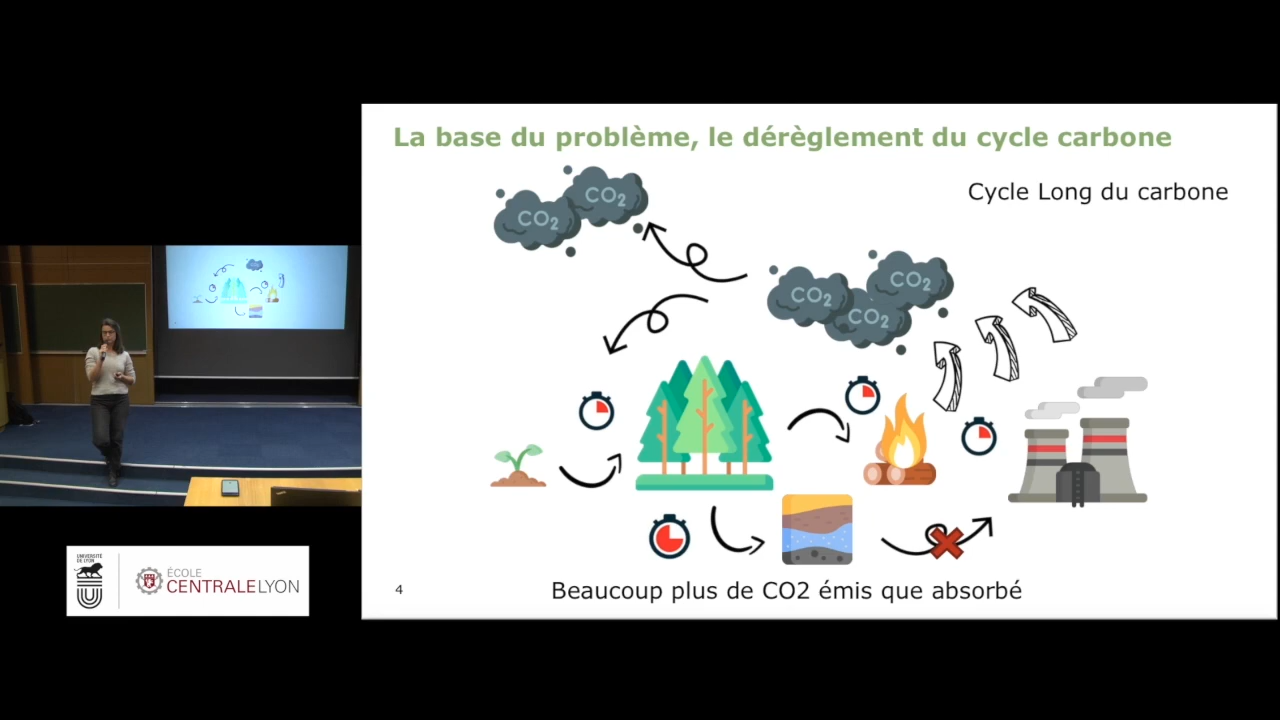 La base du problème, le dérèglement du cycle carbone
Cycle Long du carbone
CO2
CO2
CO2
CO2
CO2
4
Beaucoup plus de CO2 émis que absorbé
UNIVERSITÉ
DE LYON
ÉCOLE
CENTRALELYON